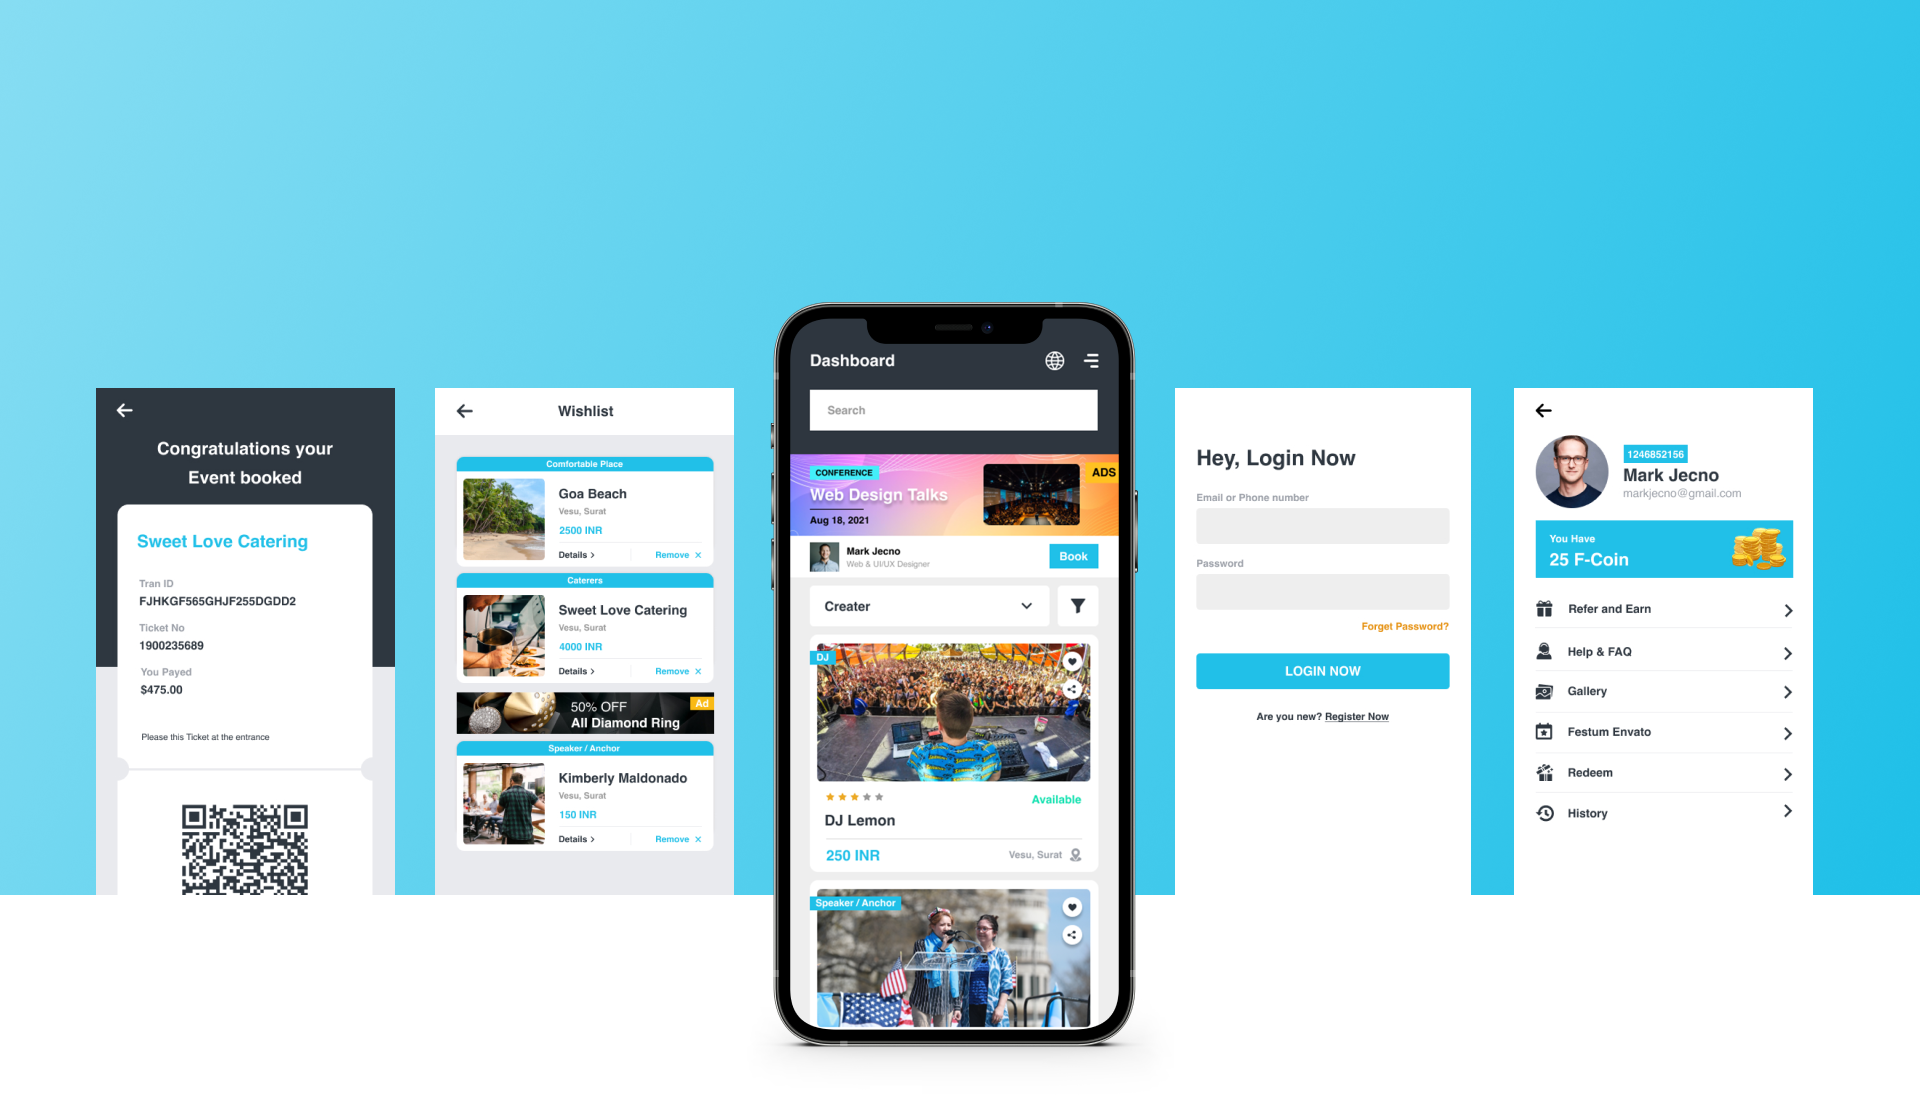 Congratulations your
Event booked
Sweet Love Catering
Tran ID
FJHKGF565GHJF255DGDD2
Ticket No
1900235689
You Payed
$475.00
Please this Ticket at the entrance
Wishlist
Comfortable Place
Goa Beach
Vesu, Surat
2500 INR
Details >
Remove ×
Caterers
Sweet Love Catering
Vesu, Surat
4000 INR
Details >
Remove ×
50% OFF
All Diamond Ring
Ad
Speaker / Anchor
Kimberly Maldonado
Vesu, Surat
150 INR
Details >
Remove ×
Dashboard
Search
CONFERENCE
Web Design Talks
Aug 18, 2021
ADS
Mark Jecno
Web & UI/UX Designer
Book
Creater
DJ
Available
DJ Lemon
250 INR
Vesu, Surat
Speaker / Anchor
Hey, Login Now
Email or Phone number
Password
Forget Password?
LOGIN NOW
Are you new? Register Now
1246852156
Mark Jecno
markjecno@gmail.com
You Have
25 F-Coin
Refer and Earn
Help & FAQ
Gallery
Festum Envato
Redeem
History